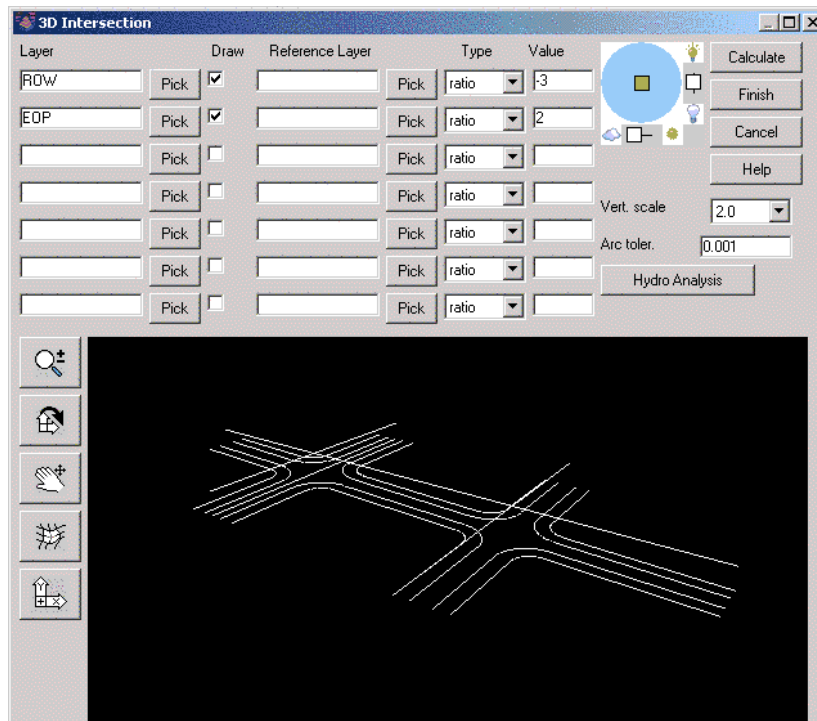 3D Intersection
Layer Draw Reference Layer Type Value
ROW Pick Pick ratio -3 Calculate
EOP Pick Pick ratio 2 Finish
Pick Pick ratio Cancel
Pick Pick ratio Help
Vert. scale 2.0
Pick Pick ratio
Arc toler. 0.001
Pick Pick ratio
Hydro Analysis
Pick Pick ratio